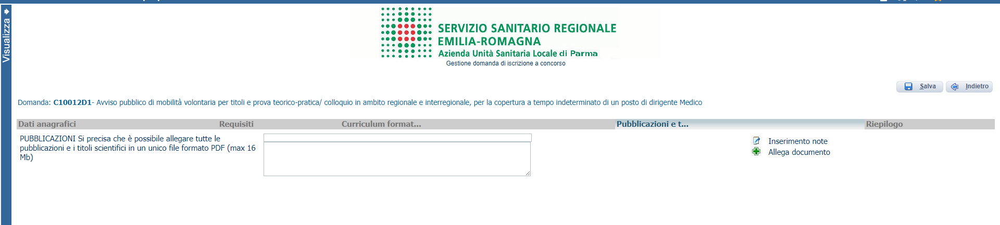 Visualizza
SERVIZIO SANITARIO REGIONALE
EMILIA-ROMAGNA
Azienda Unità Sanitaria Locale di Parma
Gestione domanda di iscrizione a concorso
Salva Indietro
Domanda: C10012D1- Avviso pubblico di mobilità volontaria per titoli e prova teorico-pratica/ colloquio in ambito regionale e interregionale, per la copertura a tempo indeterminato di un posto di dirigente Medico
Dati anagrafici Requisiti Curriculum format... Pubblicazioni e t... Riepilogo
PUBBLICAZIONI Si precisa che è possibile allegare tutte le
pubblicazioni e i titoli scientifici in un unico file formato PDF (max 16
Mb)
Inserimento note
Allega documento